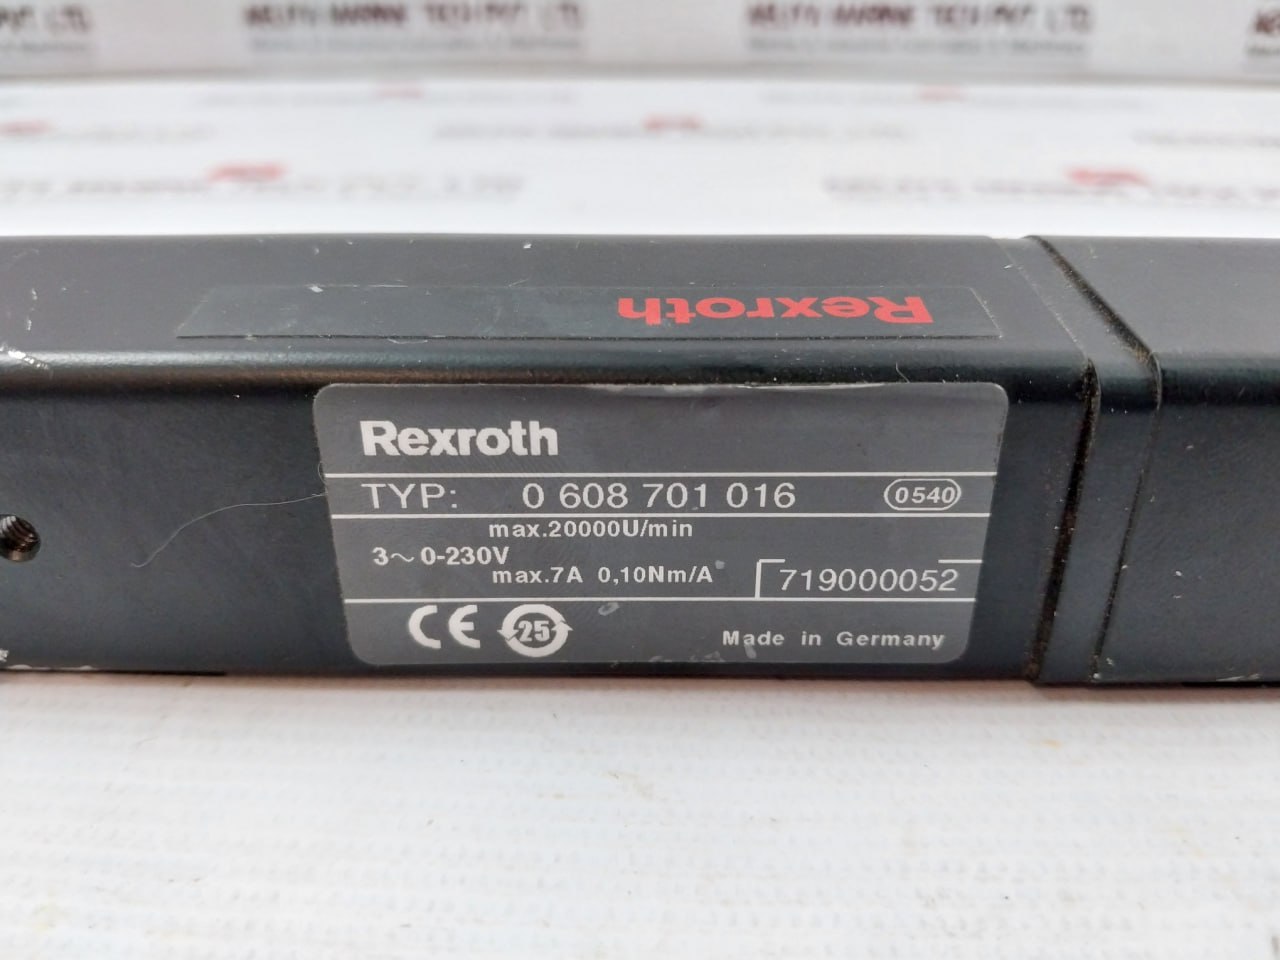 Rexroth
Rexroth
TYP: 0 608 701 016 0540
max.20000U/min
3~ 0-230V
max.7A 0,10Nm/A
719000052
CE 25
Made in Germany